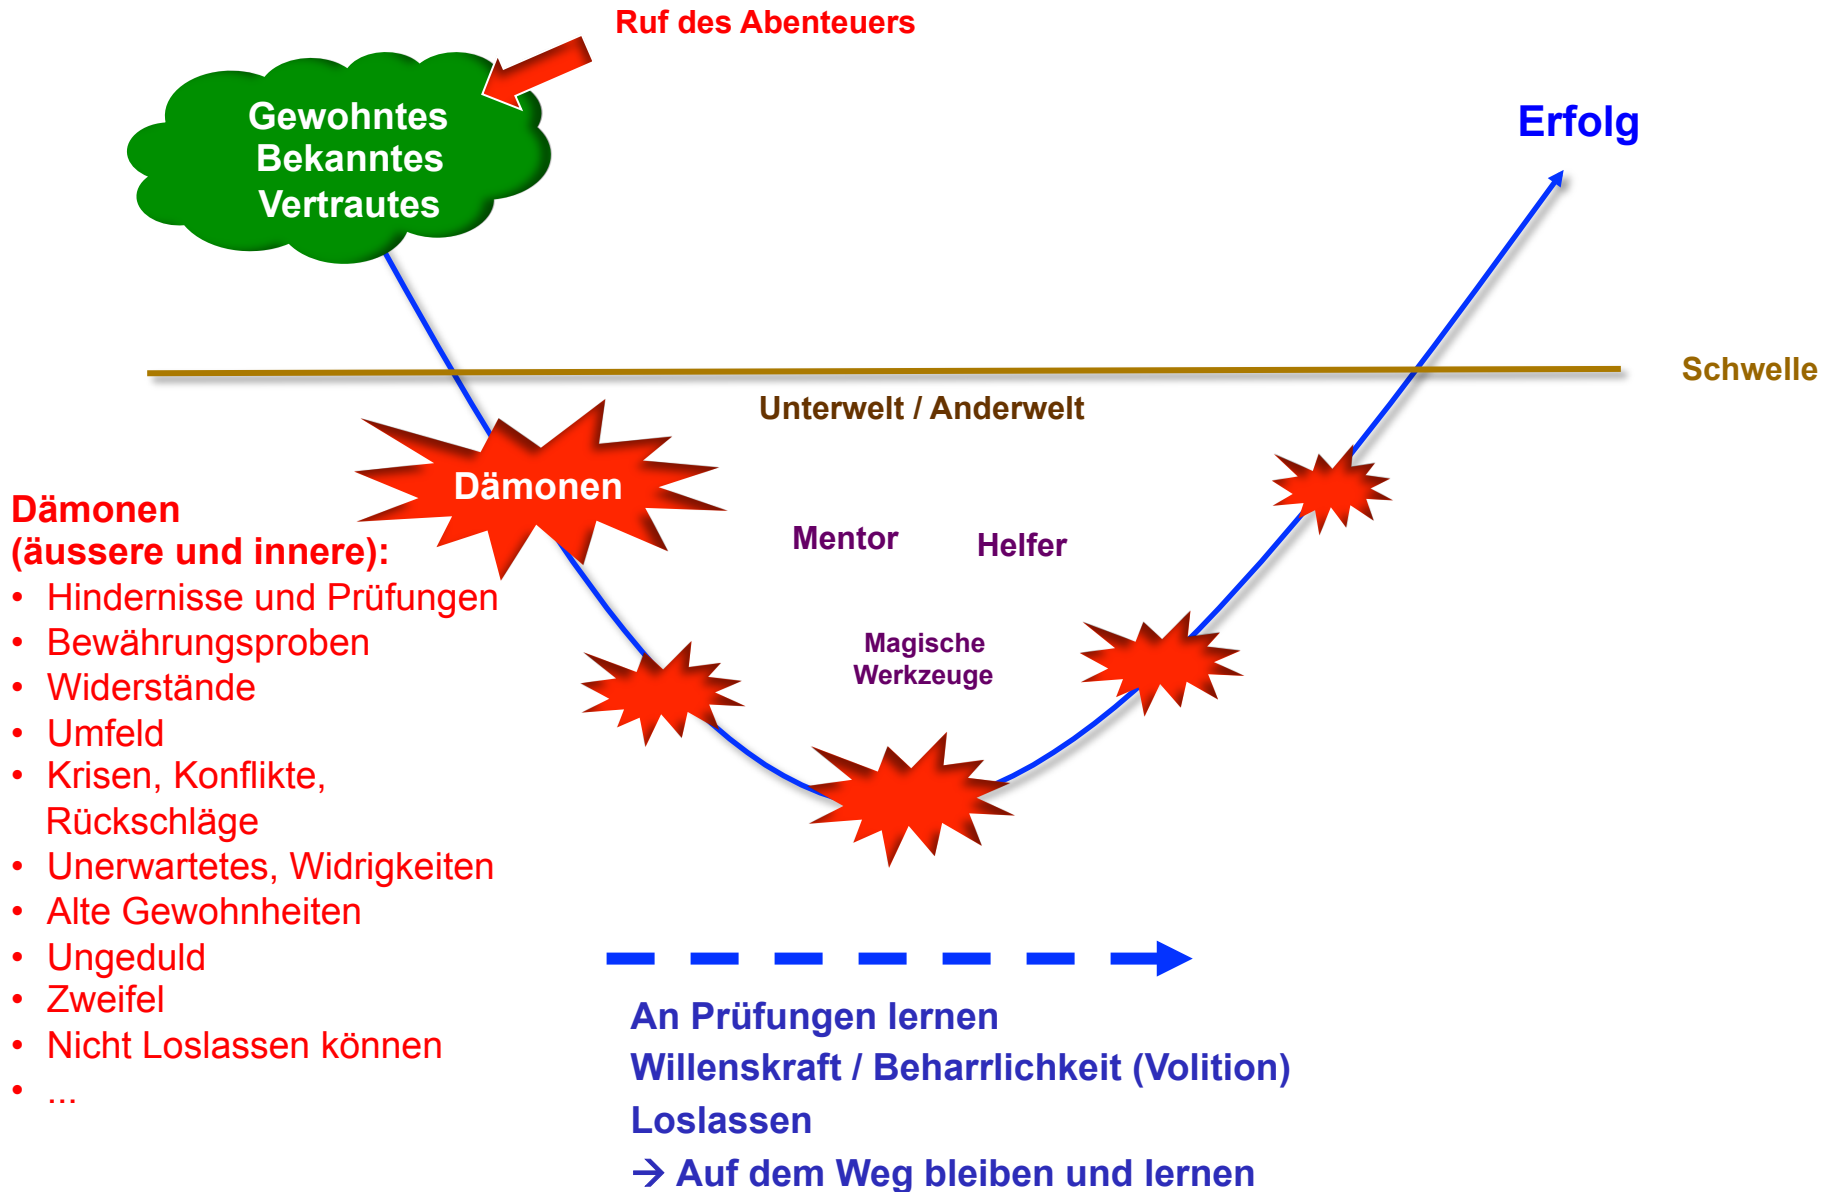 Ruf des Abenteuers
Gewohntes
Bekanntes
Vertrautes
Erfolg
Schwelle
Unterwelt / Anderwelt
Dämonen
Mentor
Helfer
Magische
Werkzeuge
Dämonen
(äussere und innere):
• Hindernisse und Prüfungen
• Bewährungsproben
• Widerstände
• Umfeld
• Krisen, Konflikte,
Rückschläge
• Unerwartetes, Widrigkeiten
• Alte Gewohnheiten
• Ungeduld
• Zweifel
• Nicht Loslassen können
• ...
An Prüfungen lernen
Willenskraft / Beharrlichkeit (Volition)
Loslassen
→ Auf dem Weg bleiben und lernen